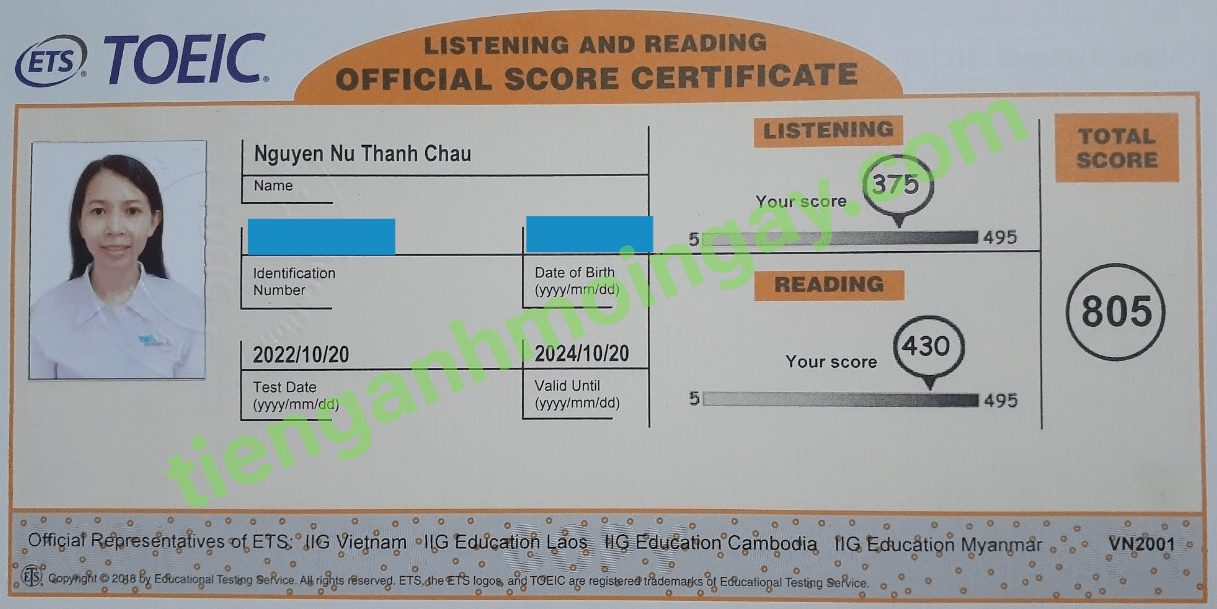 ETS® TOEIC®
LISTENING AND READING
OFFICIAL SCORE CERTIFICATE
Nguyen Nu Thanh Chau
Name
Identification
Number
Date of Birth
(yyyy/mm/dd)
2022/10/20
Test Date
(yyyy/mm/dd)
2024/10/20
Valid Until
(yyyy/mm/dd)
LISTENING
Your score
375
5
495
READING
Your score
430
5
495
TOTAL
SCORE
805
tienganhmoingay.com
Official Representatives of ETS: IIG Vietnam IIG Education Laos IIG Education Cambodia IIG Education Myanmar VN2001
ETS Copyright © 2018 by Educational Testing Service. All rights reserved. ETS, the ETS logos, and TOEIC are registered trademarks of Educational Testing Service.